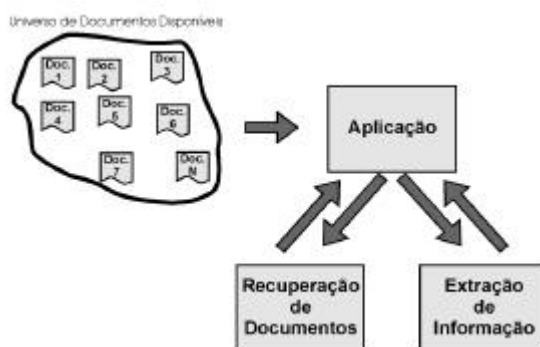 Universo de Documentos Disponíveis
Doc.
1
Doc.
2
Doc.
3
Doc.
4
Doc.
5
Doc.
6
Doc.
7
Doc.
N
Aplicação
Recuperação
de
Documentos
Extração
de
Informação